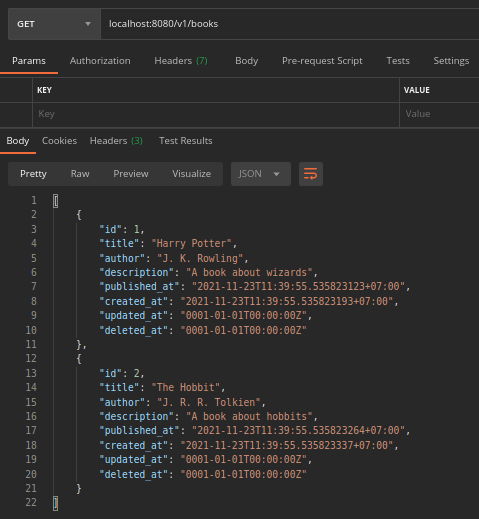 GET localhost:8080/v1/books
Params Authorization Headers (7) Body Pre-request Script Tests Settings
KEY VALUE
Key Value
Body Cookies Headers (3) Test Results
Pretty Raw Preview Visualize JSON
1 [
2 {
3 "id": 1,
4 "title": "Harry Potter",
5 "author": "J. K. Rowling",
6 "description": "A book about wizards",
7 "published_at": "2021-11-23T11:39:55.535823123+07:00",
8 "created_at": "2021-11-23T11:39:55.535823193+07:00",
9 "updated_at": "0001-01-01T00:00:00Z",
10 "deleted_at": "0001-01-01T00:00:00Z"
11 },
12 {
13 "id": 2,
14 "title": "The Hobbit",
15 "author": "J. R. R. Tolkien",
16 "description": "A book about hobbits",
17 "published_at": "2021-11-23T11:39:55.535823264+07:00",
18 "created_at": "2021-11-23T11:39:55.535823337+07:00",
19 "updated_at": "0001-01-01T00:00:00Z",
20 "deleted_at": "0001-01-01T00:00:00Z"
21 }
22 ]